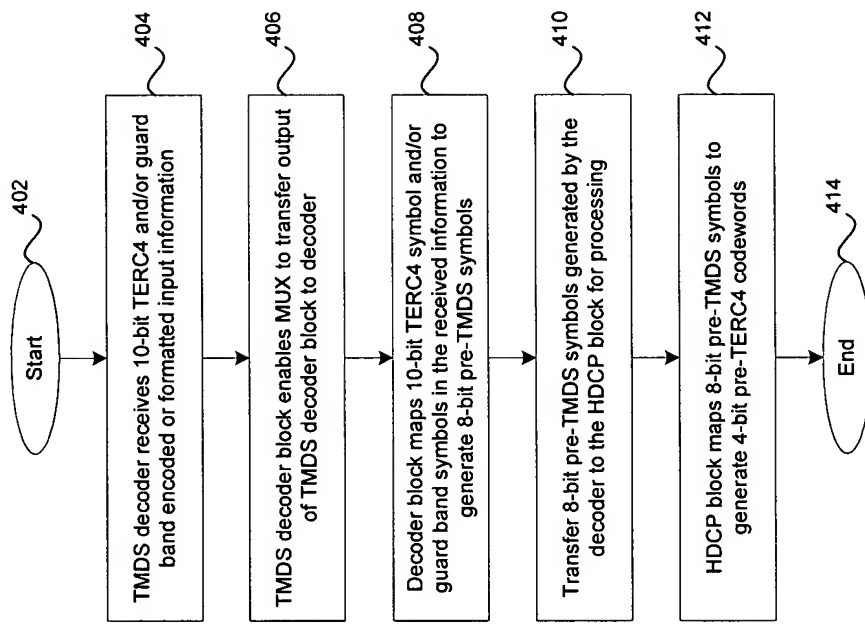 402
Start
404
TMDS decoder receives 10-bit TERC4 and/or guard
band encoded or formatted input information
406
TMDS decoder block enables MUX to transfer output
of TMDS decoder block to decoder
408
Decoder block maps 10-bit TERC4 symbol and/or
guard band symbols in the received information to
generate 8-bit pre-TMDS symbols
410
Transfer 8-bit pre-TMDS symbols generated by the
decoder to the HDCP block for processing
412
HDCP block maps 8-bit pre-TMDS symbols to
generate 4-bit pre-TERC4 codewords
414
End